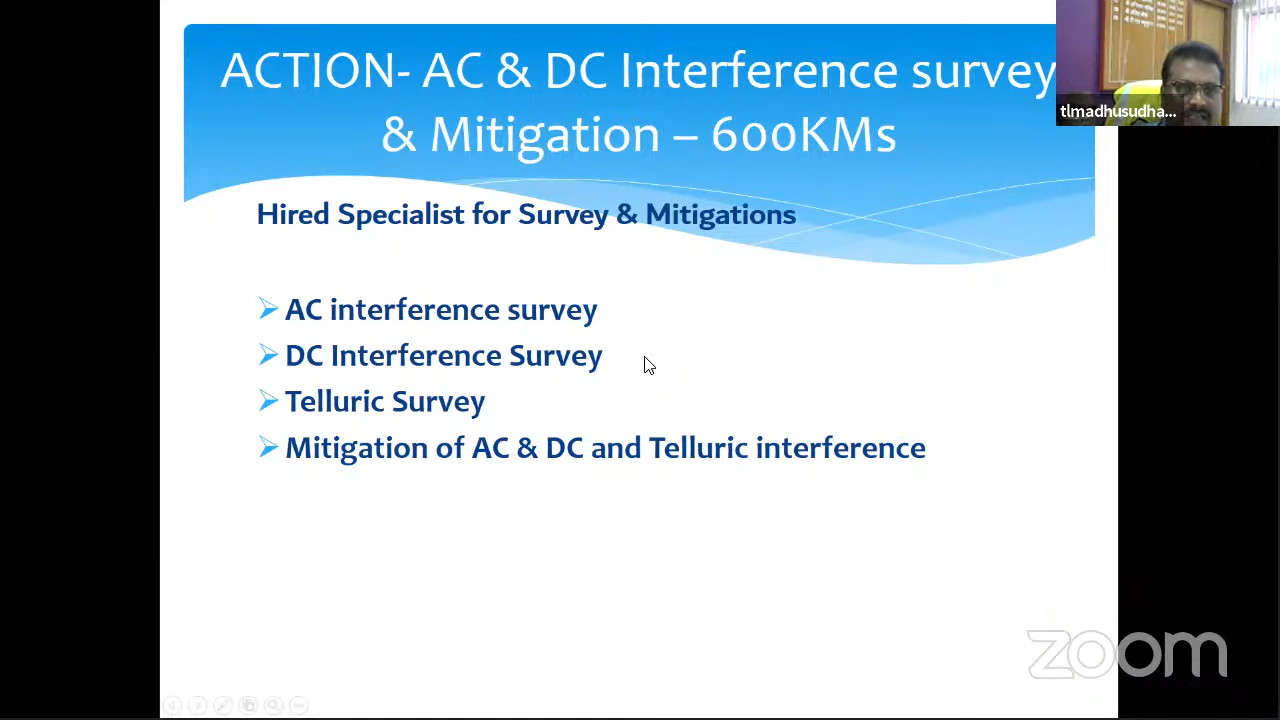 ACTION- AC & DC Interference survey
& Mitigation – 600KMs
tlmadhusudha...
Hired Specialist for Survey & Mitigations
AC interference survey
DC Interference Survey
Telluric Survey
Mitigation of AC & DC and Telluric interference
zoom